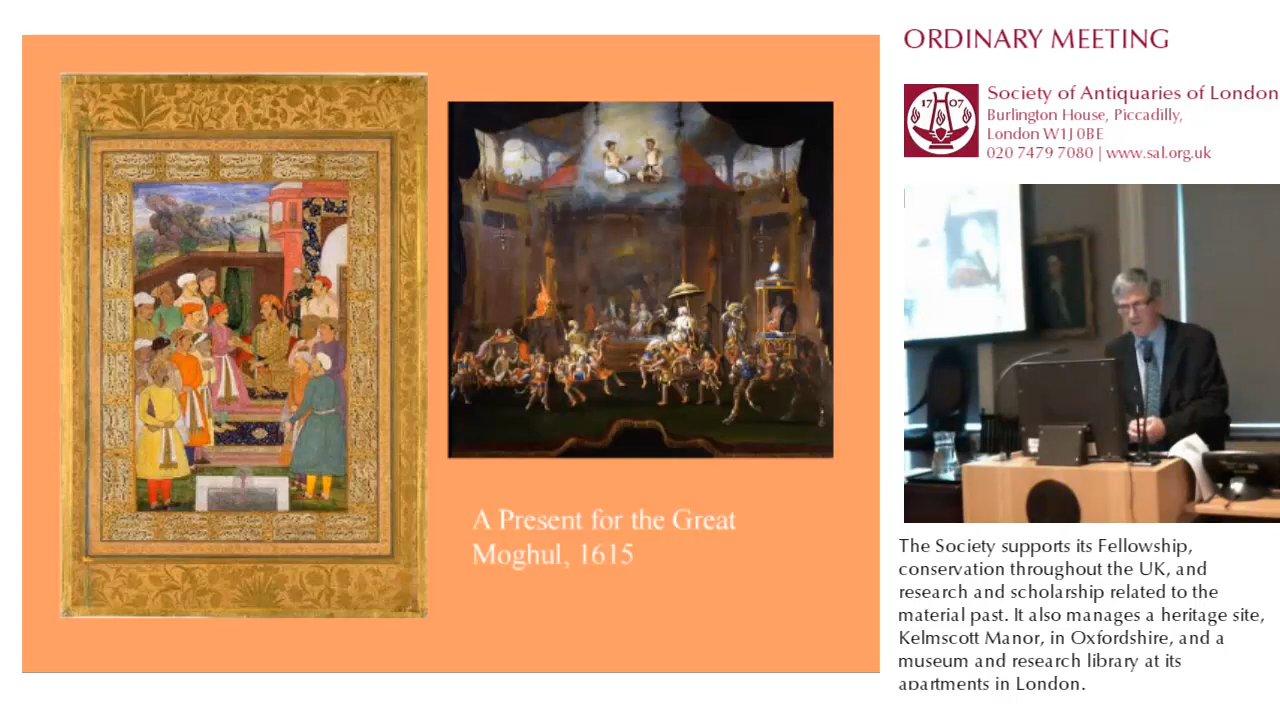 A Present for the Great
Moghul, 1615
ORDINARY MEETING
1707
Society of Antiquaries of London
Burlington House, Piccadilly,
London W1J 0BE
020 7479 7080 | www.sal.org.uk
The Society supports its Fellowship,
conservation throughout the UK, and
research and scholarship related to the
material past. It also manages a heritage site,
Kelmscott Manor, in Oxfordshire, and a
museum and research library at its
apartments in London.